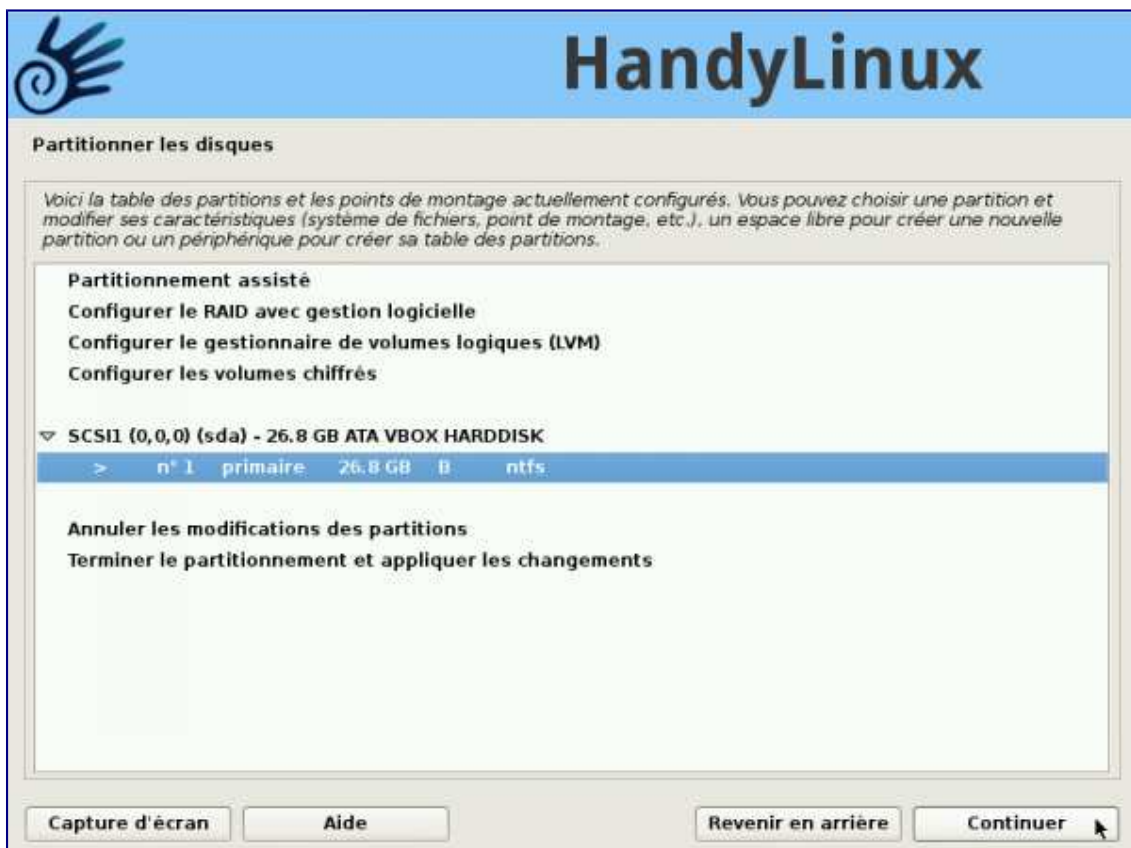 HandyLinux
Partitionner les disques
Voici la table des partitions et les points de montage actuellement configurés. Vous pouvez choisir une partition et
modifier ses caractéristiques (système de fichiers, point de montage, etc.), un espace libre pour créer une nouvelle
partition ou un périphérique pour créer sa table des partitions.
Partitionnement assisté
Configurer le RAID avec gestion logicielle
Configurer le gestionnaire de volumes logiques (LVM)
Configurer les volumes chiffrés
SCSI1 (0,0,0) (sda) - 26.8 GB ATA VBOX HARDDISK
> n° 1 primaire 26.8 GB B ntfs
Annuler les modifications des partitions
Terminer le partitionnement et appliquer les changements
Capture d'écran Aide Revenir en arrière Continuer